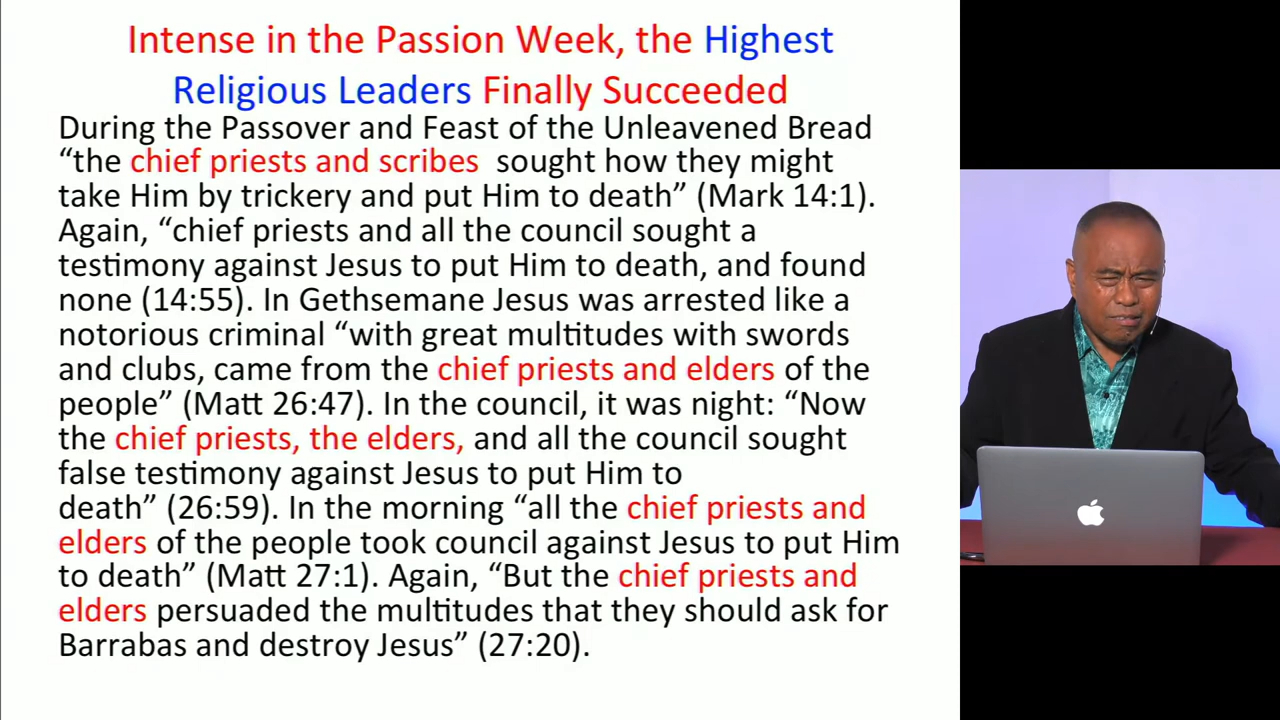 Intense in the Passion Week, the Highest
Religious Leaders Finally Succeeded
During the Passover and Feast of the Unleavened Bread
“the chief priests and scribes sought how they might
take Him by trickery and put Him to death” (Mark 14:1).
Again, “chief priests and all the council sought a
testimony against Jesus to put Him to death, and found
none (14:55). In Gethsemane Jesus was arrested like a
notorious criminal “with great multitudes with swords
and clubs, came from the chief priests and elders of the
people” (Matt 26:47). In the council, it was night: “Now
the chief priests, the elders, and all the council sought
false testimony against Jesus to put Him to
death” (26:59). In the morning “all the chief priests and
elders of the people took council against Jesus to put Him
to death” (Matt 27:1). Again, “But the chief priests and
elders persuaded the multitudes that they should ask for
Barrabas and destroy Jesus” (27:20).